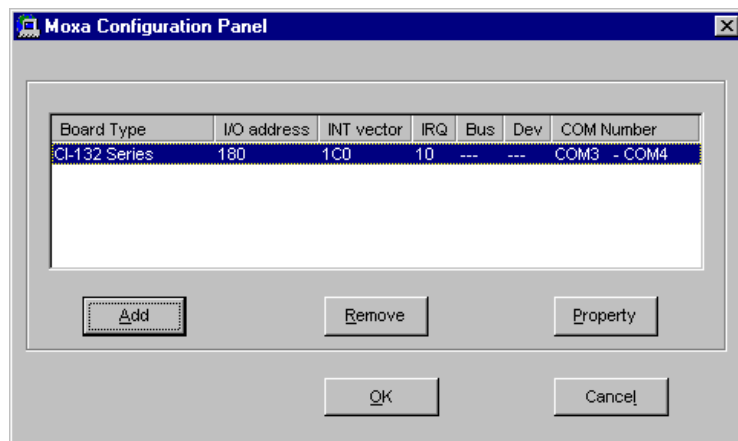 Moxa Configuration Panel
Board Type I/O address INT vector IRQ Bus Dev COM Number
CI-132 Series 180 1C0 10 --- --- COM3 - COM4
Add Remove Property
OK Cancel